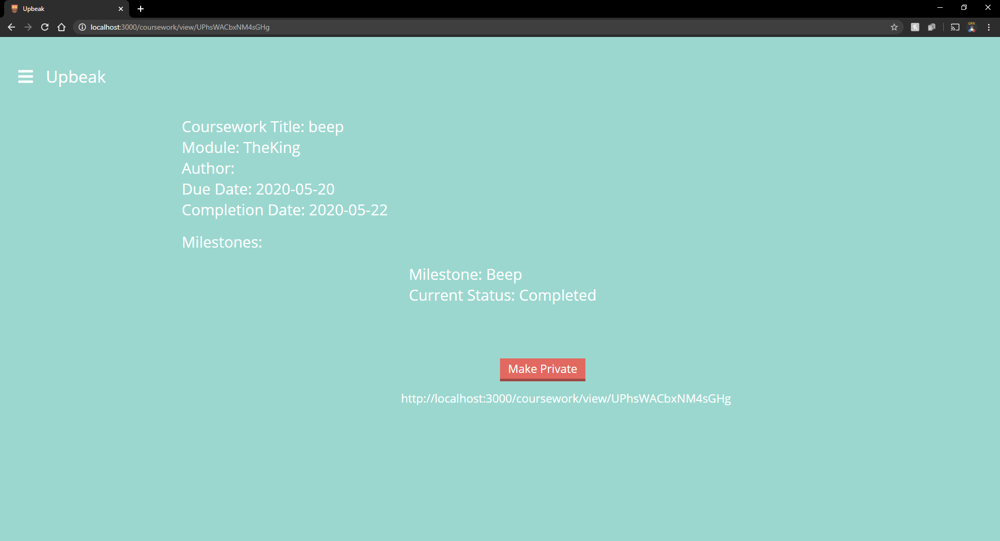 Upbeak
localhost:3000/coursework/view/UPhsWACbxNM4sGHg
QRK
Upbeak
Coursework Title: beep
Module: TheKing
Author:
Due Date: 2020-05-20
Completion Date: 2020-05-22
Milestones:
Milestone: Beep
Current Status: Completed
Make Private
http://localhost:3000/coursework/view/UPhsWACbxNM4sGHg